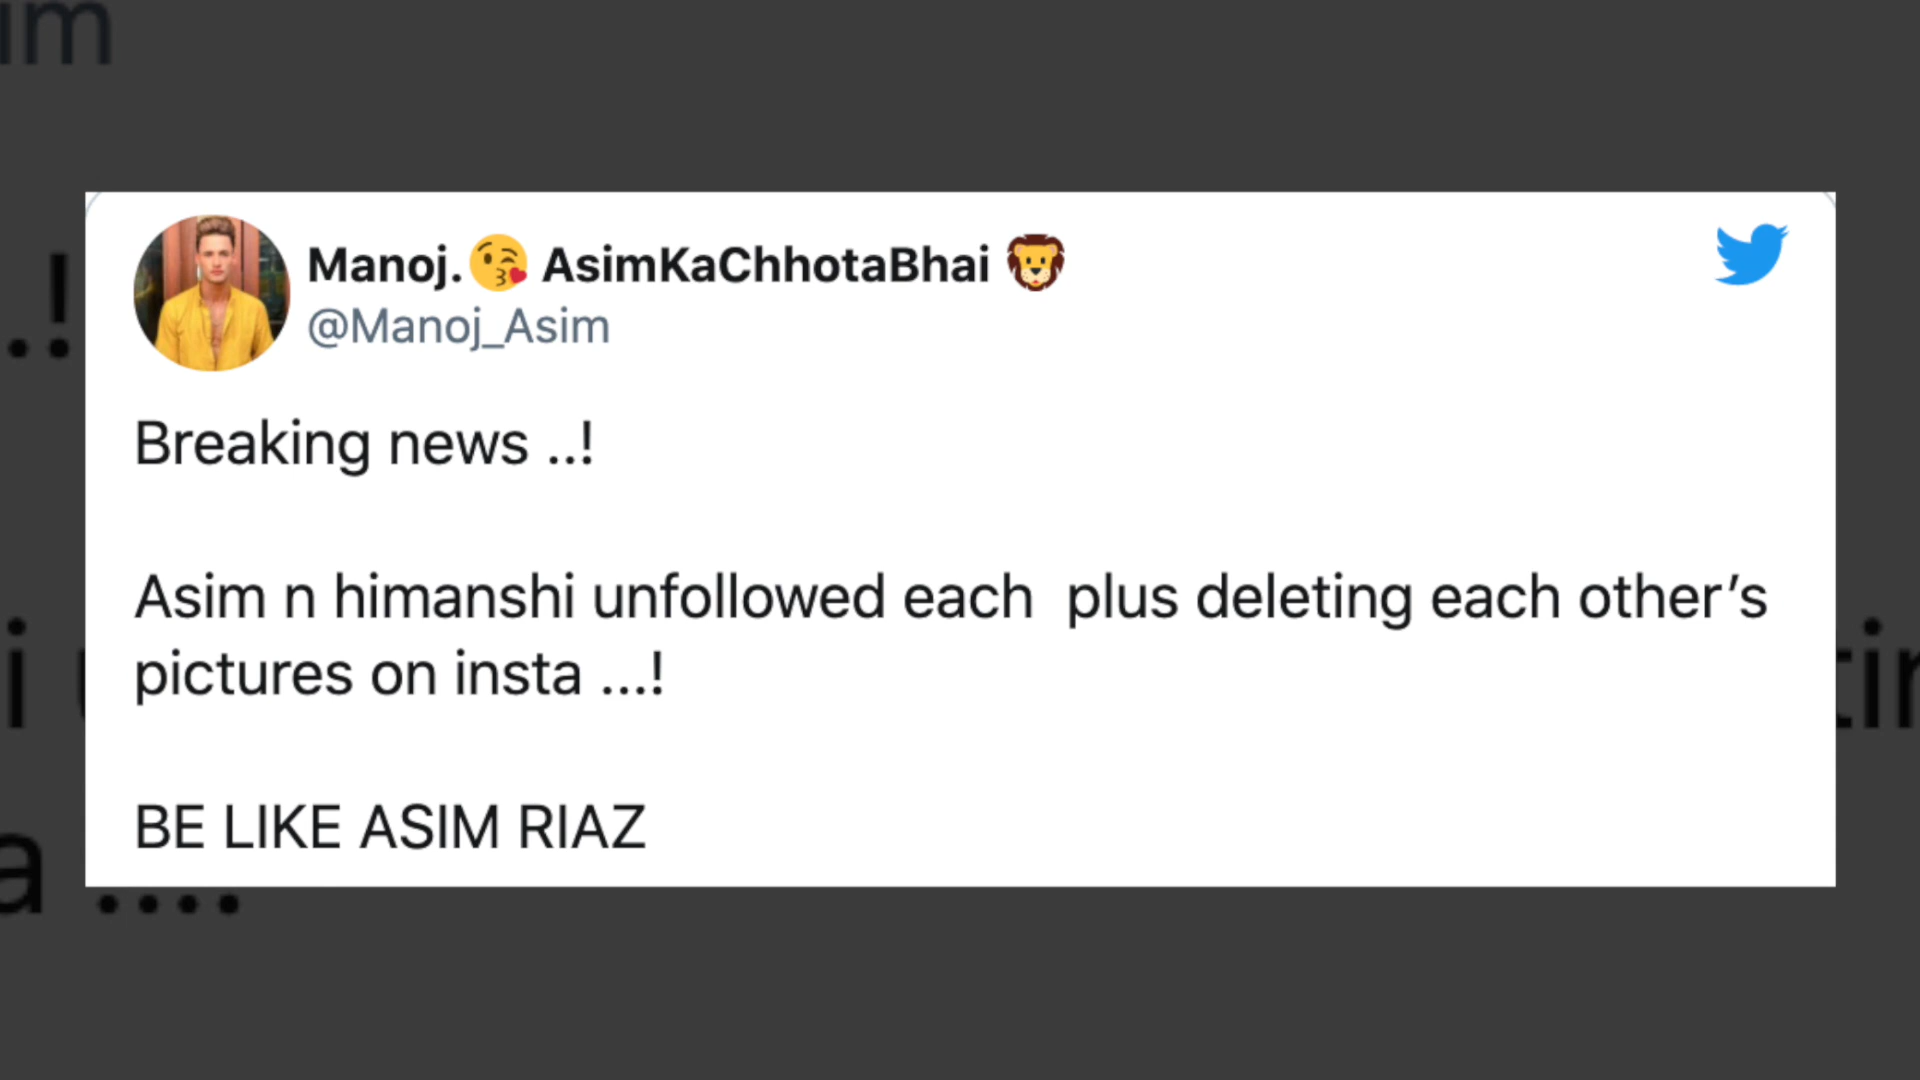 im
Manoj.😘 AsimKaChhotaBhai 🦁
@Manoj_Asim
..!
Breaking news ..!
Asim n himanshi unfollowed each  plus deleting each other’s
pictures on insta ...!
BE LIKE ASIM RIAZ
a ....